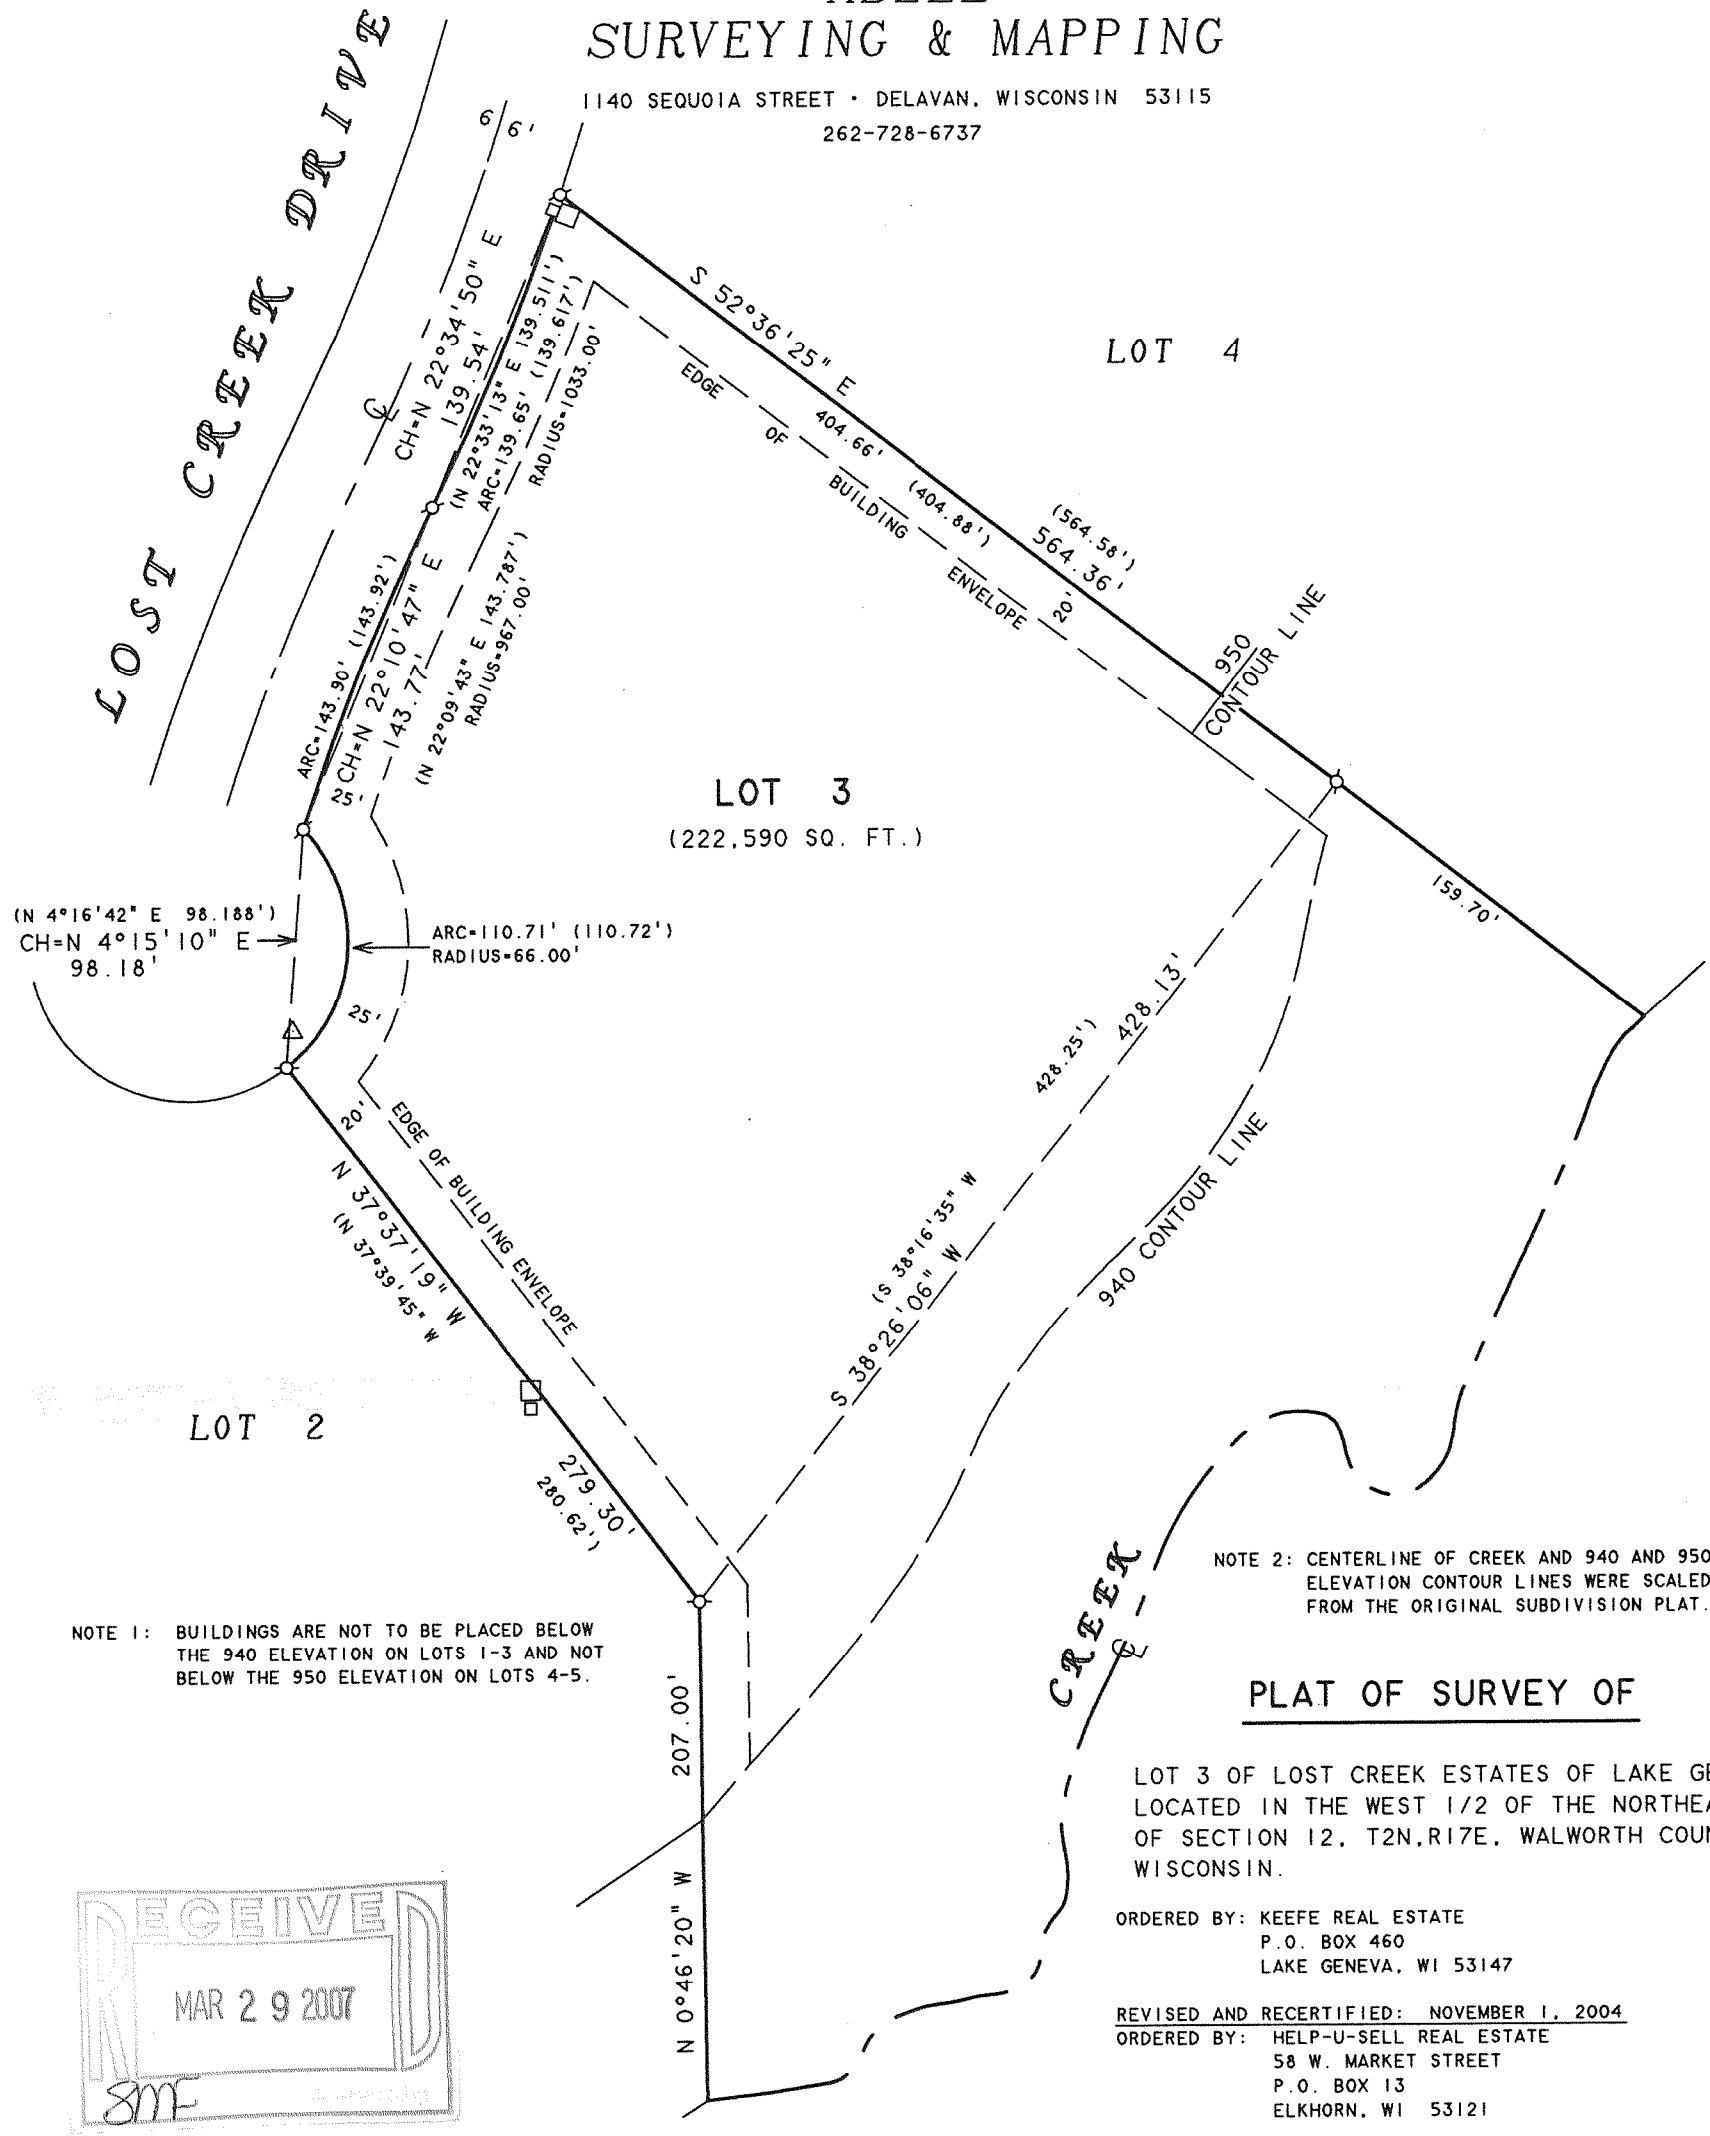 SURVEYING & MAPPING
1140 SEQUOIA STREET · DELAVAN, WISCONSIN 53115
262-728-6737
LOST CREEK DRIVE
66'
CH=N 22°34'50" E
139.54'
(N 22°33'13" E 139.511')
ARC=139.65' (139.617')
RADIUS=1033.00'
S 52°36'25" E
404.66'
(404.88')
(564.58')
564.36'
EDGE OF BUILDING ENVELOPE
20'
LOT 4
950
CONTOUR LINE
159.70'
ARC=143.90' (143.92')
CH=N 22°10'47" E
143.77'
(N 22°09'43" E 143.787')
RADIUS=967.00'
25'
LOT 3
(222,590 SQ. FT.)
(N 4°16'42" E 98.188')
CH=N 4°15'10" E
98.18'
ARC=110.71' (110.72')
RADIUS=66.00'
25'
20'
EDGE OF BUILDING ENVELOPE
N 37°37'19" W
(N 37°39'45" W
279.30'
280.62')
428.25')
428.13'
(S 38°16'35" W
S 38°26'06" W
940 CONTOUR LINE
LOT 2
CREEK
NOTE 2: CENTERLINE OF CREEK AND 940 AND 950
ELEVATION CONTOUR LINES WERE SCALED
FROM THE ORIGINAL SUBDIVISION PLAT.
NOTE 1: BUILDINGS ARE NOT TO BE PLACED BELOW
THE 940 ELEVATION ON LOTS 1-3 AND NOT
BELOW THE 950 ELEVATION ON LOTS 4-5.
207.00'
N 0°46'20" W
PLAT OF SURVEY OF
LOT 3 OF LOST CREEK ESTATES OF LAKE GE
LOCATED IN THE WEST 1/2 OF THE NORTHEA
OF SECTION 12, T2N,R17E, WALWORTH COU
WISCONSIN.
ORDERED BY: KEEFE REAL ESTATE
P.O. BOX 460
LAKE GENEVA, WI 53147
REVISED AND RECERTIFIED: NOVEMBER 1, 2004
ORDERED BY: HELP-U-SELL REAL ESTATE
58 W. MARKET STREET
P.O. BOX 13
ELKHORN, WI 53121
RECEIVED
MAR 29 2007